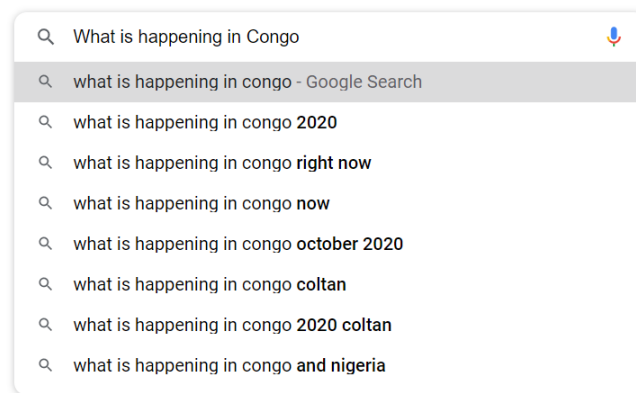 What is happening in Congo
what is happening in congo - Google Search
what is happening in congo 2020
what is happening in congo right now
what is happening in congo now
what is happening in congo october 2020
what is happening in congo coltan
what is happening in congo 2020 coltan
what is happening in congo and nigeria